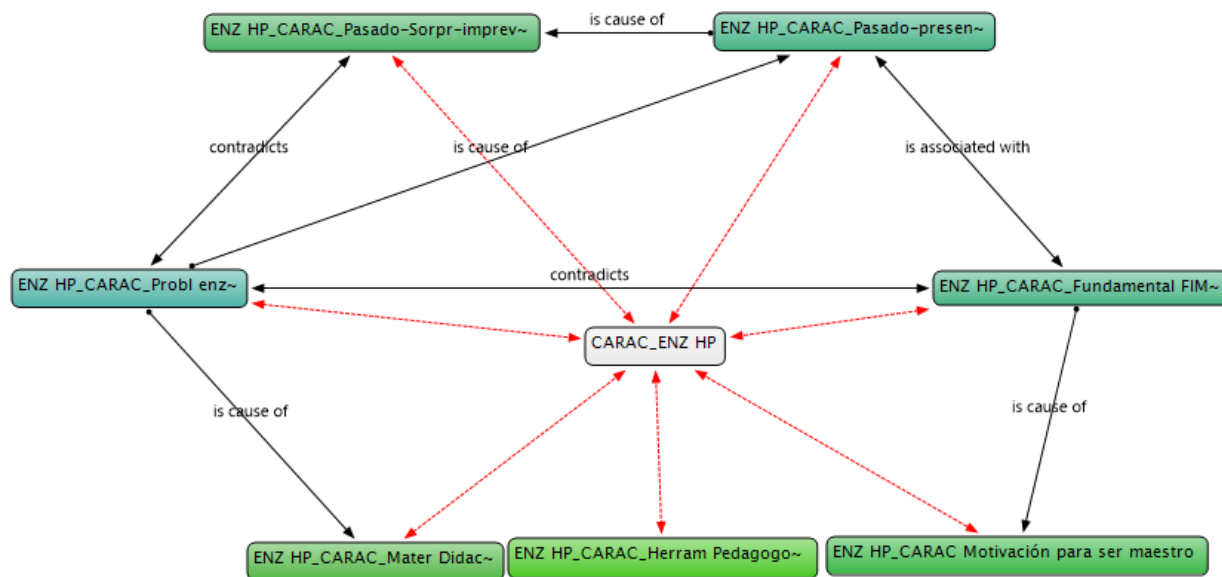 is cause of
ENZ HP_CARAC_Pasado-Sorpr-imprev~
ENZ HP_CARAC_Pasado-presen~
contradicts
is cause of
is associated with
ENZ HP_CARAC_Probl enz~
contradicts
ENZ HP_CARAC_Fundamental FIM~
CARAC_ENZ HP
is cause of
is cause of
ENZ HP_CARAC_Mater Didac~
ENZ HP_CARAC_Herram Pedagogo~
ENZ HP_CARAC Motivación para ser maestro